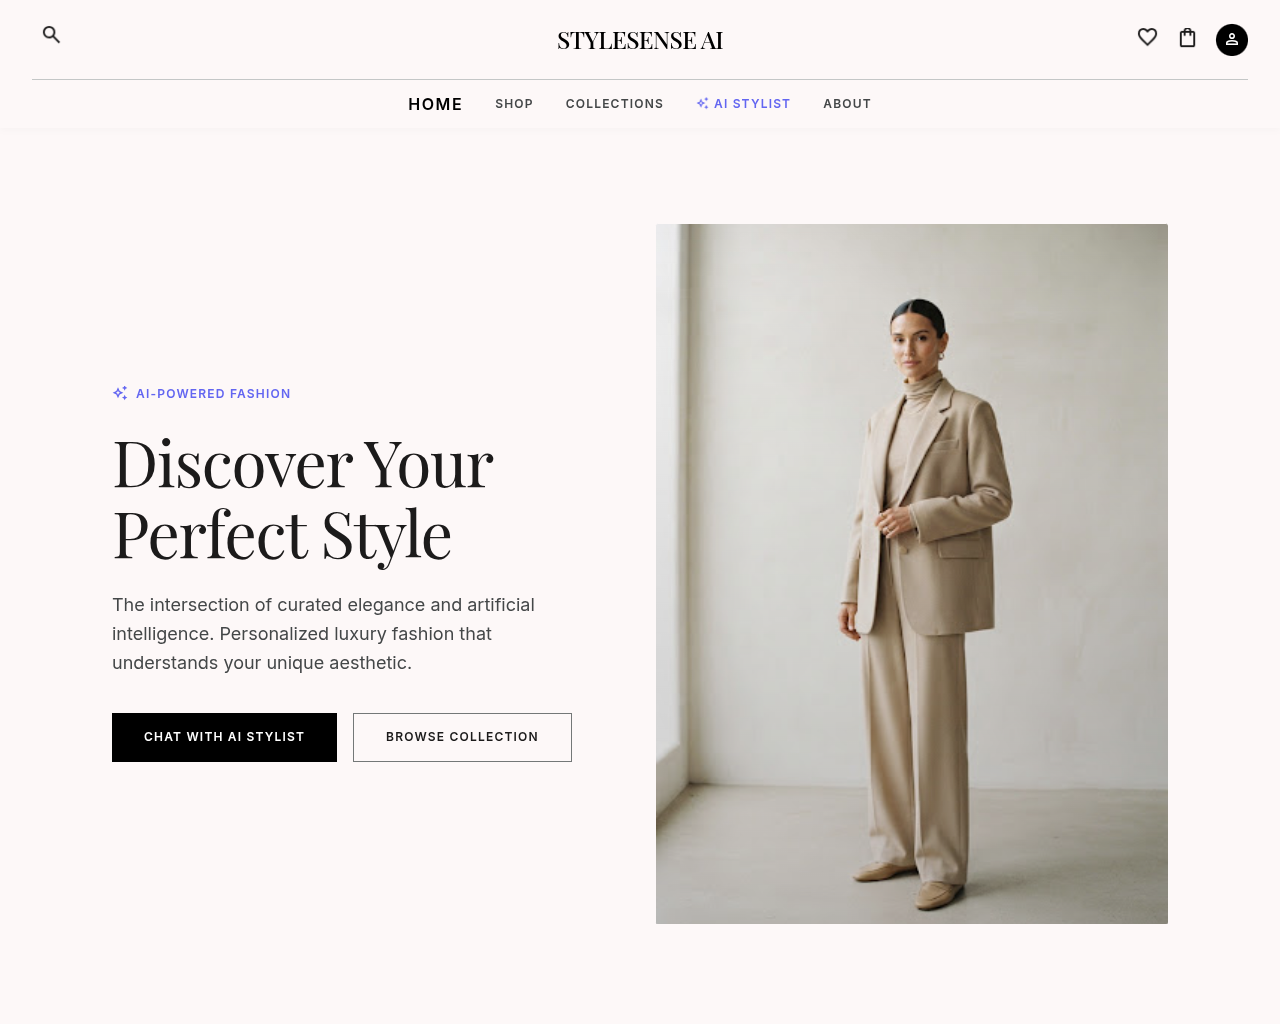 STYLESENSE AI
HOME SHOP COLLECTIONS AI STYLIST ABOUT
AI-POWERED FASHION
Discover Your
Perfect Style
The intersection of curated elegance and artificial
intelligence. Personalized luxury fashion that
understands your unique aesthetic.
CHAT WITH AI STYLIST BROWSE COLLECTION